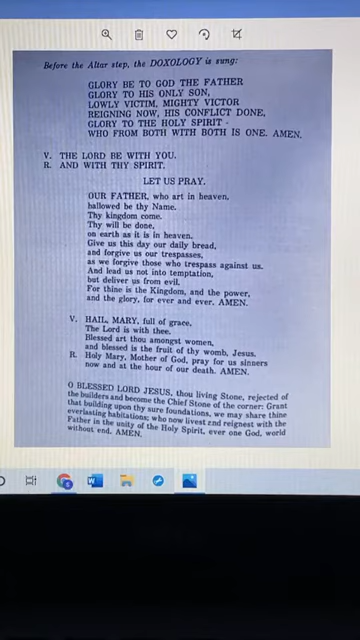 Before the Altar step, the DOXOLOGY is sung:
GLORY BE TO GOD THE FATHER
GLORY TO HIS ONLY SON,
LOWLY VICTIM, MIGHTY VICTOR
REIGNING NOW, HIS CONFLICT DONE,
GLORY TO THE HOLY SPIRIT -
WHO FROM BOTH WITH BOTH IS ONE. AMEN.
V. THE LORD BE WITH YOU.
R. AND WITH THY SPIRIT.
LET US PRAY.
OUR FATHER, who art in heaven,
hallowed be thy Name.
Thy kingdom come.
Thy will be done,
on earth as it is in heaven.
Give us this day our daily bread,
and forgive us our trespasses,
as we forgive those who trespass against us.
And lead us not into temptation,
but deliver us from evil.
For thine is the Kingdom, and the power,
and the glory, for ever and ever. AMEN.
V. HAIL, MARY, full of grace,
The Lord is with thee.
Blessed art thou amongst women,
and blessed is the fruit of thy womb, Jesus.
R. Holy Mary, Mother of God, pray for us sinners
now and at the hour of our death. AMEN.
O BLESSED LORD JESUS, thou living Stone, rejected of
the builders and become the Chief Stone of the corner: Grant
that building upon thy sure foundations, we may share thine
everlasting habitations; who now livest and reignest with the
Father in the unity of the Holy Spirit, ever one God, world
without end. AMEN.
W